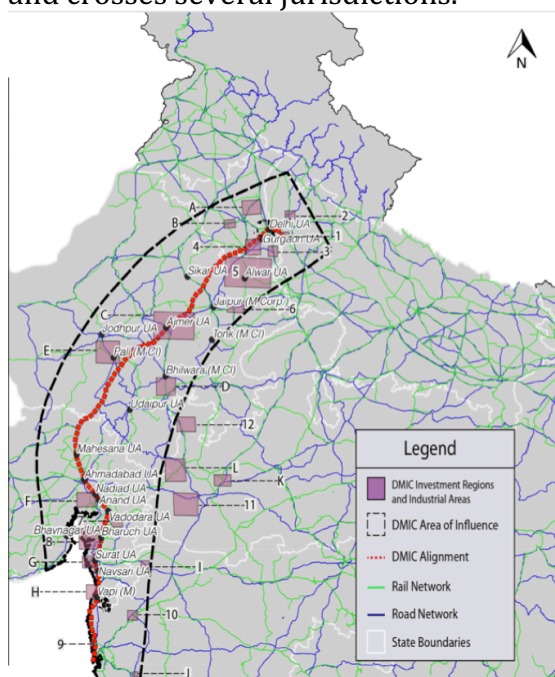 and crosses several jurisdictions.
N
A
B
2
Delhi UA
1
Gurgaon UA
4
3
Sikar UA
5
Alwar UA
C
Jaipur (M Corp.)
6
Ajmer UA
Jodhpur UA
Tonk (M Cl)
E
Pali (M Cl)
Bhilwara (M Cl)
D
Udaipur UA
12
Mahesana UA
L
K
Ahmadabad UA
Nadiad UA
F
Anand UA
11
Vadodara UA
Bharuch UA
Bhavnagar UA
8
Surat UA
G
I
Navsari UA
H
Vapi (M)
10
9
Legend
DMIC Investment Regions
and Industrial Areas
DMIC Area of Influence
DMIC Alignment
Rail Network
Road Network
State Boundaries